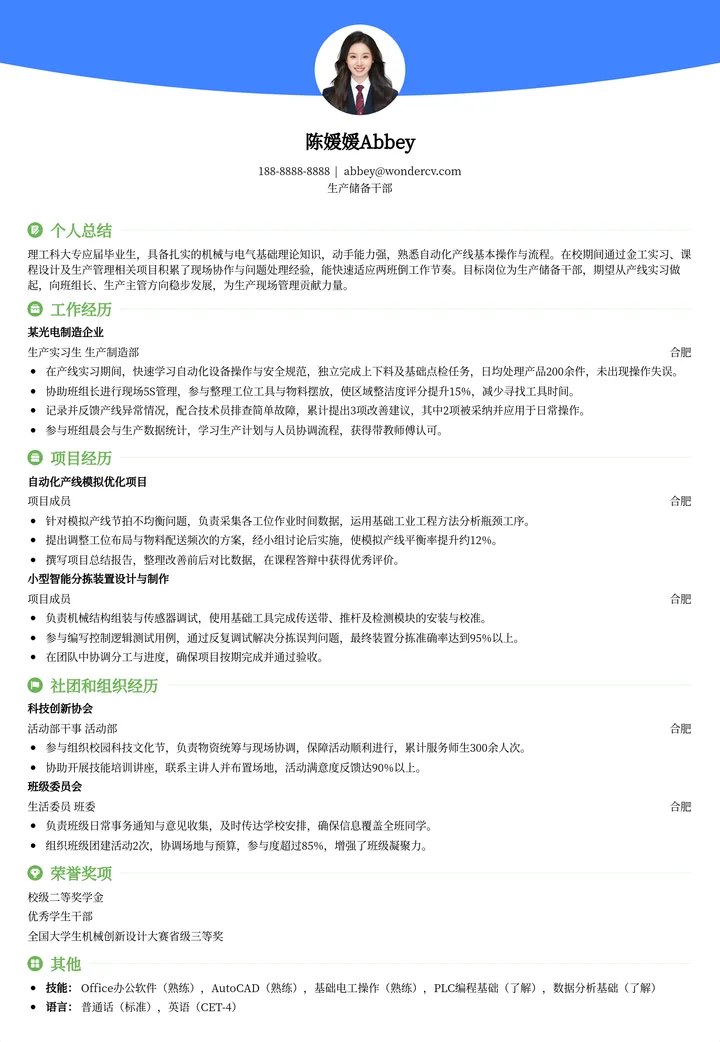 陈媛媛Abbey
188-8888-8888 | abbey@wondercv.com
生产储备干部
个人总结
理工科大专应届毕业生，具备扎实的机械与电气基础理论知识，动手能力强，熟悉自动化产线基本操作与流程。在校期间通过金工实习、课
程设计及生产管理相关项目积累了现场协作与问题处理经验，能快速适应两班倒工作节奏。目标岗位为生产储备干部，期望从产线实习做
起，向班组长、生产主管方向稳步发展，为生产现场管理贡献力量。
工作经历
某光电制造企业
生产实习生 生产制造部 合肥
• 在产线实习期间，快速学习自动化设备操作与安全规范，独立完成上下料及基础点检任务，日均处理产品200余件，未出现操作失误。
• 协助班组长进行现场5S管理，参与整理工位工具与物料摆放，使区域整洁度评分提升15%，减少寻找工具时间。
• 记录并反馈产线异常情况，配合技术员排查简单故障，累计提出3项改善建议，其中2项被采纳并应用于日常操作。
• 参与班组晨会与生产数据统计，学习生产计划与人员协调流程，获得带教师傅认可。
项目经历
自动化产线模拟优化项目
项目成员 合肥
• 针对模拟产线节拍不均衡问题，负责采集各工位作业时间数据，运用基础工业工程方法分析瓶颈工序。
• 提出调整工位布局与物料配送频次的方案，经小组讨论后实施，使模拟产线平衡率提升约12%。
• 撰写项目总结报告，整理改善前后对比数据，在课程答辩中获得优秀评价。
小型智能分拣装置设计与制作
项目成员 合肥
• 负责机械结构组装与传感器调试，使用基础工具完成传送带、推杆及检测模块的安装与校准。
• 参与编写控制逻辑测试用例，通过反复调试解决分拣误判问题，最终装置分拣准确率达到95%以上。
• 在团队中协调分工与进度，确保项目按期完成并通过验收。
社团和组织经历
科技创新协会
活动部干事 活动部 合肥
• 参与组织校园科技文化节，负责物资统筹与现场协调，保障活动顺利进行，累计服务师生300余人次。
• 协助开展技能培训讲座，联系主讲人并布置场地，活动满意度反馈达90%以上。
班级委员会
生活委员 班委 合肥
• 负责班级日常事务通知与意见收集，及时传达学校安排，确保信息覆盖全班同学。
• 组织班级团建活动2次，协调场地与预算，参与度超过85%，增强了班级凝聚力。
荣誉奖项
校级二等奖学金
优秀学生干部
全国大学生机械创新设计大赛省级三等奖
其他
• 技能： Office办公软件（熟练），AutoCAD（熟练），基础电工操作（熟练），PLC编程基础（了解），数据分析基础（了解）
• 语言： 普通话（标准），英语（CET-4）